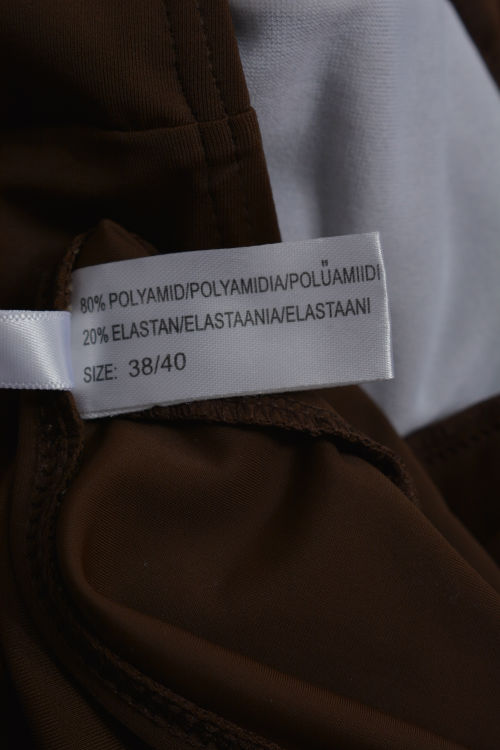 80% POLYAMID/POLYAMIDIA/POLÜAMIIDI
20% ELASTAN/ELASTAANIA/ELASTAANI
SIZE: 38/40